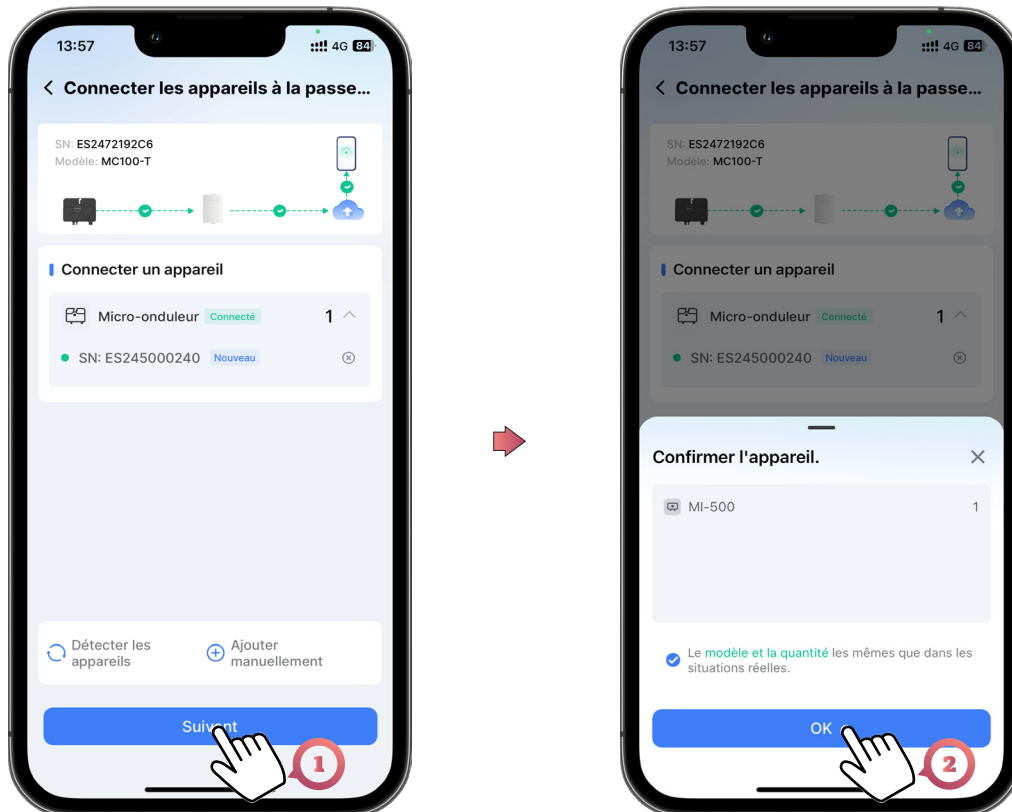 13:57
4G 84
Connecter les appareils à la passe...
SN: ES2472192C6
Modèle: MC100-T
Connecter un appareil
Micro-onduleur Connecté 1
SN: ES245000240 Nouveau
Détecter les
appareils
Ajouter
manuellement
Suivant
1
13:57
4G 84
Connecter les appareils à la passe...
SN: ES2472192C6
Modèle: MC100-T
Connecter un appareil
Micro-onduleur Connecté 1
SN: ES245000240 Nouveau
Confirmer l'appareil.
MI-500 1
Le modèle et la quantité les mêmes que dans les
situations réelles.
OK
2